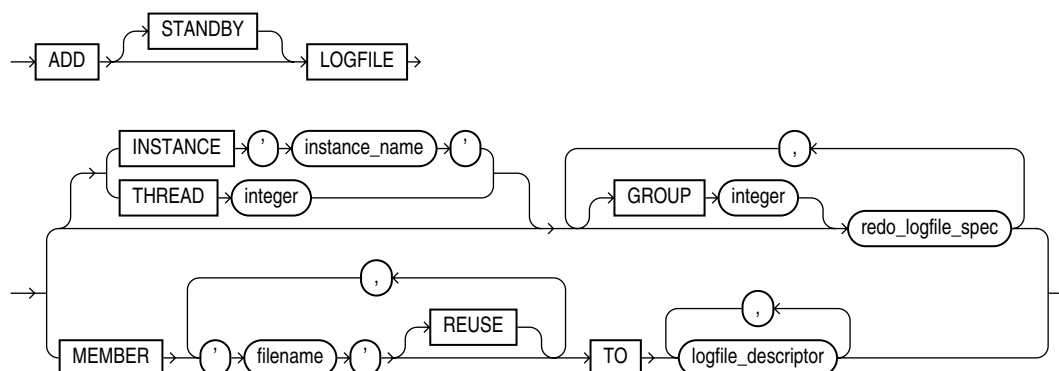 STANDBY
ADD LOGFILE
INSTANCE ' instance_name ' ,
THREAD integer GROUP integer
redo_logfile_spec
, ,
REUSE
MEMBER ' filename ' TO logfile_descriptor